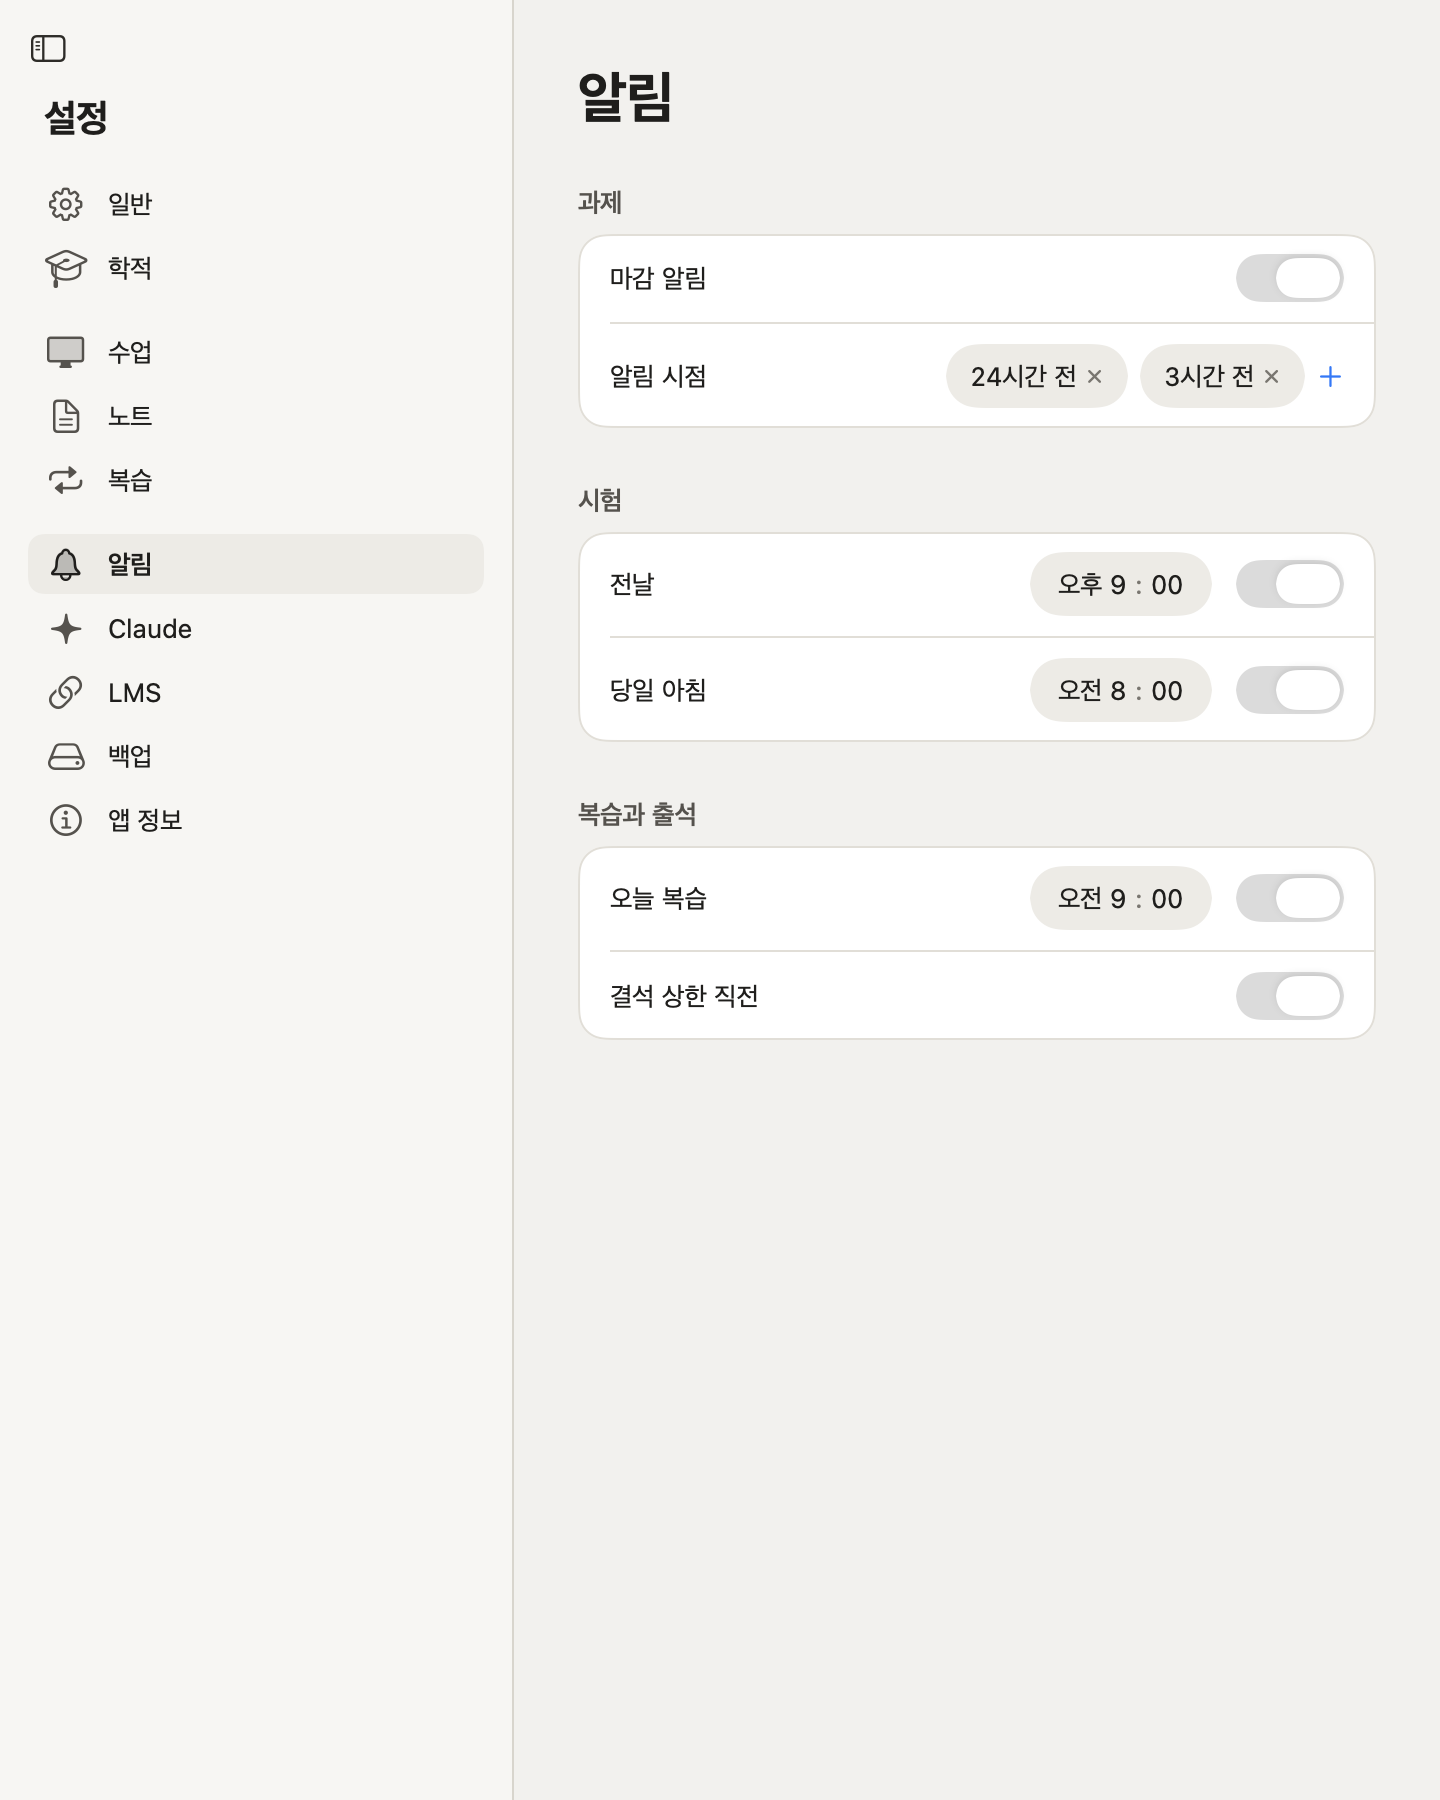 설정
일반
학적
수업
노트
복습
알림
Claude
LMS
백업
앱 정보
알림
과제
마감 알림
알림 시점 24시간 전 × 3시간 전 × +
시험
전날 오후 9 : 00
당일 아침 오전 8 : 00
복습과 출석
오늘 복습 오전 9 : 00
결석 상한 직전